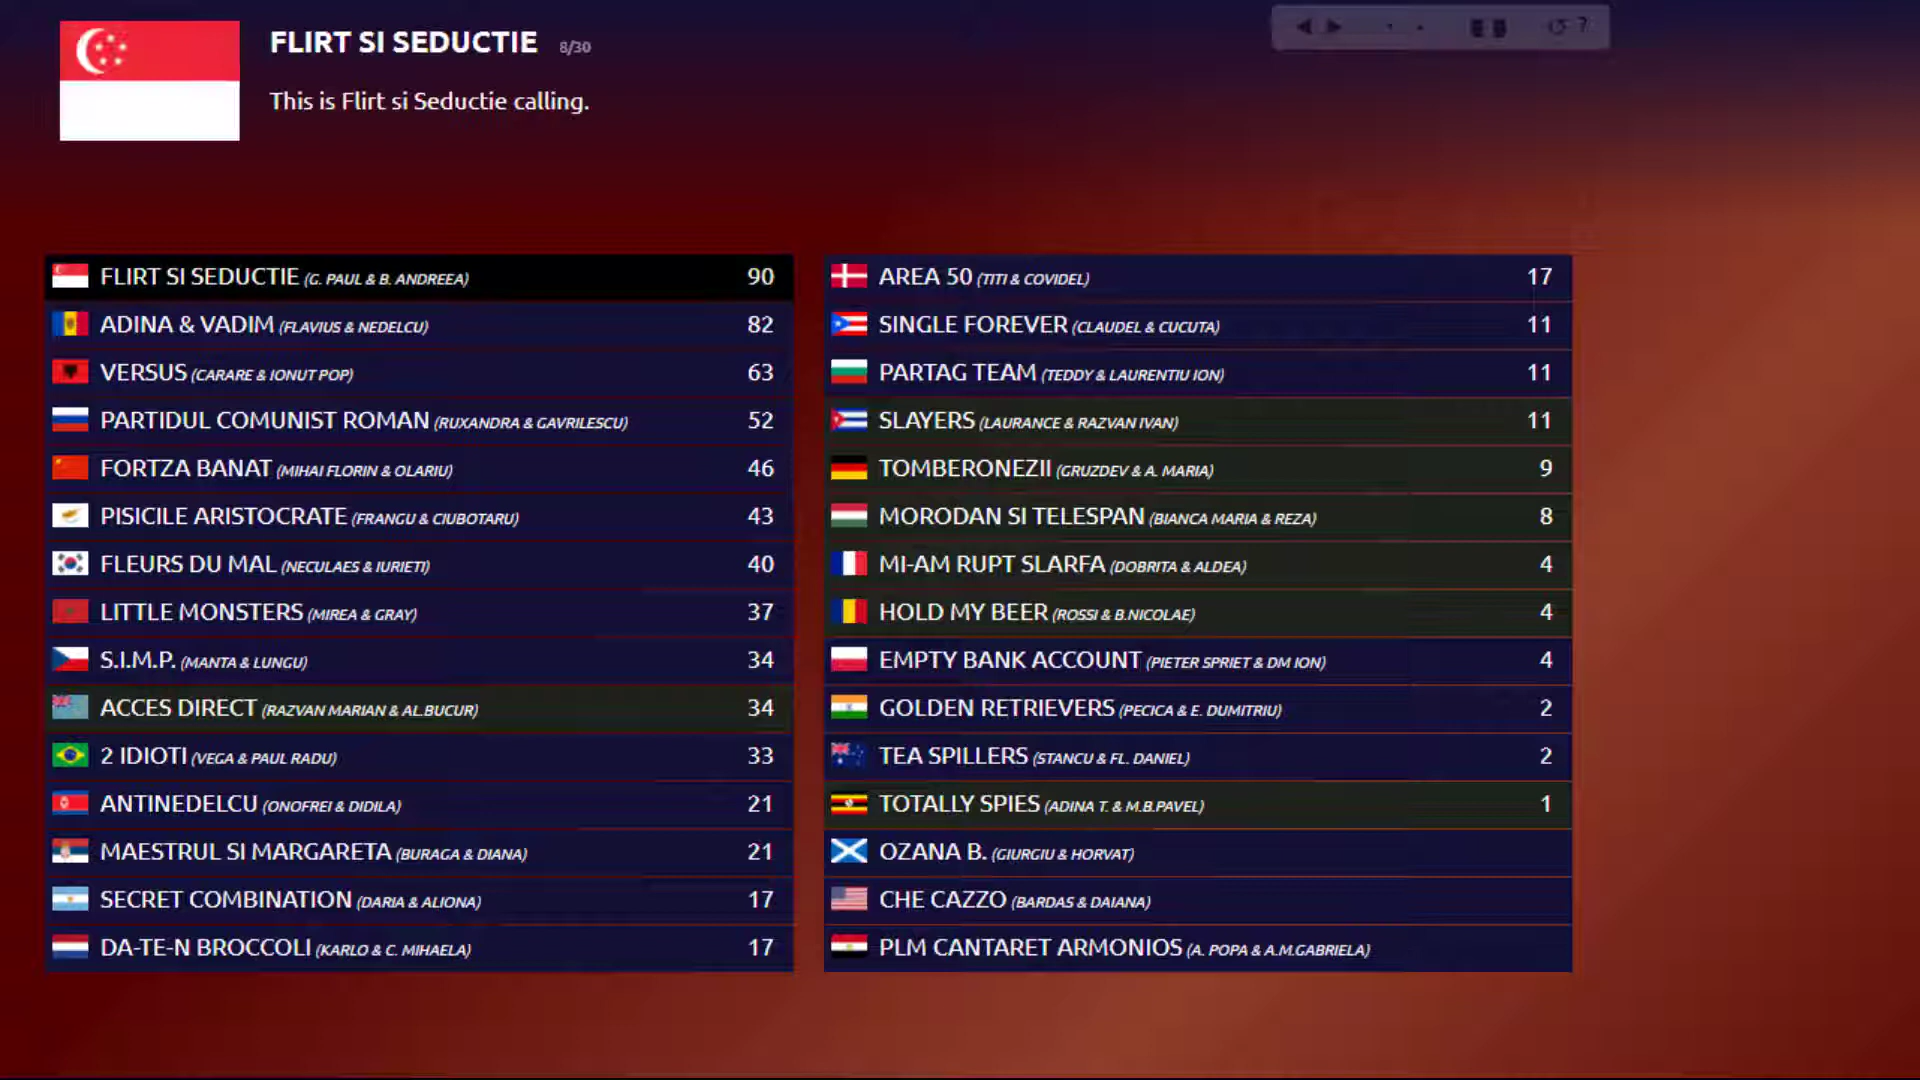 FLIRT SI SEDUCTIE 8/30
This is Flirt si Seductie calling.
FLIRT SI SEDUCTIE (G. PAUL & B. ANDREEA) 90
ADINA & VADIM (FLAVIUS & NEDELCU) 82
VERSUS (CARARE & IONUT POP) 63
PARTIDUL COMUNIST ROMAN (RUXANDRA & GAVRILESCU) 52
FORTZA BANAT (MIHAI FLORIN & OLARIU) 46
PISICILE ARISTOCRATE (FRANGU & CIUBOTARU) 43
FLEURS DU MAL (NECULAES & IURIETI) 40
LITTLE MONSTERS (MIREA & GRAY) 37
S.I.M.P. (MANTA & LUNGU) 34
ACCES DIRECT (RAZVAN MARIAN & AL.BUCUR) 34
2 IDIOTI (VEGA & PAUL RADU) 33
ANTINEDELCU (ONOFREI & DIDILA) 21
MAESTRUL SI MARGARETA (BURAGA & DIANA) 21
SECRET COMBINATION (DARIA & ALIONA) 17
DA-TE-N BROCCOLI (KARLO & C. MIHAELA) 17
AREA 50 (TITI & COVIDEL) 17
SINGLE FOREVER (CLAUDEL & CUCUTA) 11
PARTAG TEAM (TEDDY & LAURENTIU ION) 11
SLAYERS (LAURANCE & RAZVAN IVAN) 11
TOMBERONEZII (GRUZDEV & A. MARIA) 9
MORODAN SI TELESPAN (BIANCA MARIA & REZA) 8
MI-AM RUPT SLARFA (DOBRITA & ALDEA) 4
HOLD MY BEER (ROSSI & B.NICOLAE) 4
EMPTY BANK ACCOUNT (PIETER SPRIET & DM ION) 4
GOLDEN RETRIEVERS (PECICA & E. DUMITRIU) 2
TEA SPILLERS (STANCU & FL. DANIEL) 2
TOTALLY SPIES (ADINA T. & M.B.PAVEL) 1
OZANA B. (GIURGIU & HORVAT)
CHE CAZZO (BARDAS & DAIANA)
PLM CANTARET ARMONIOS (A. POPA & A.M.GABRIELA)